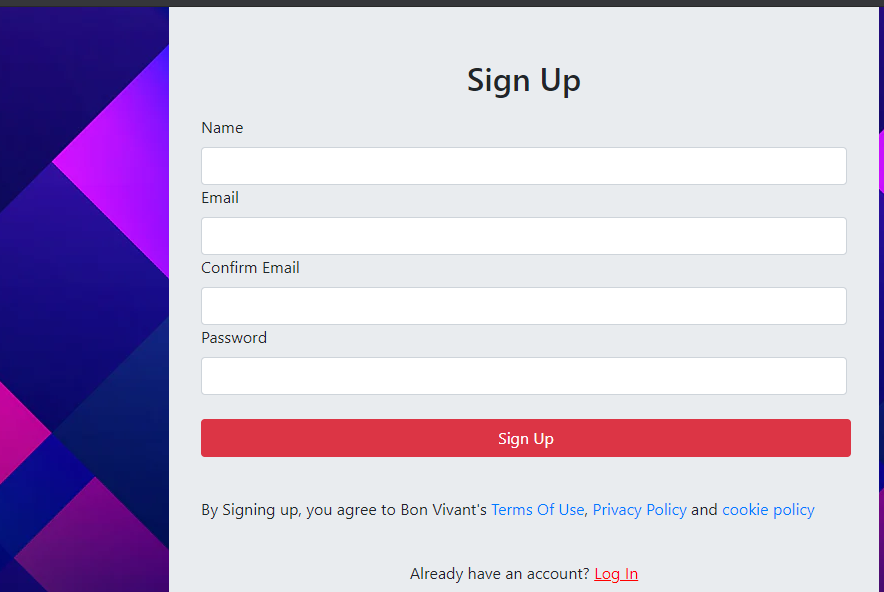 Sign Up
Name
Email
Confirm Email
Password
Sign Up
By Signing up, you agree to Bon Vivant's Terms Of Use, Privacy Policy and cookie policy
Already have an account? Log In